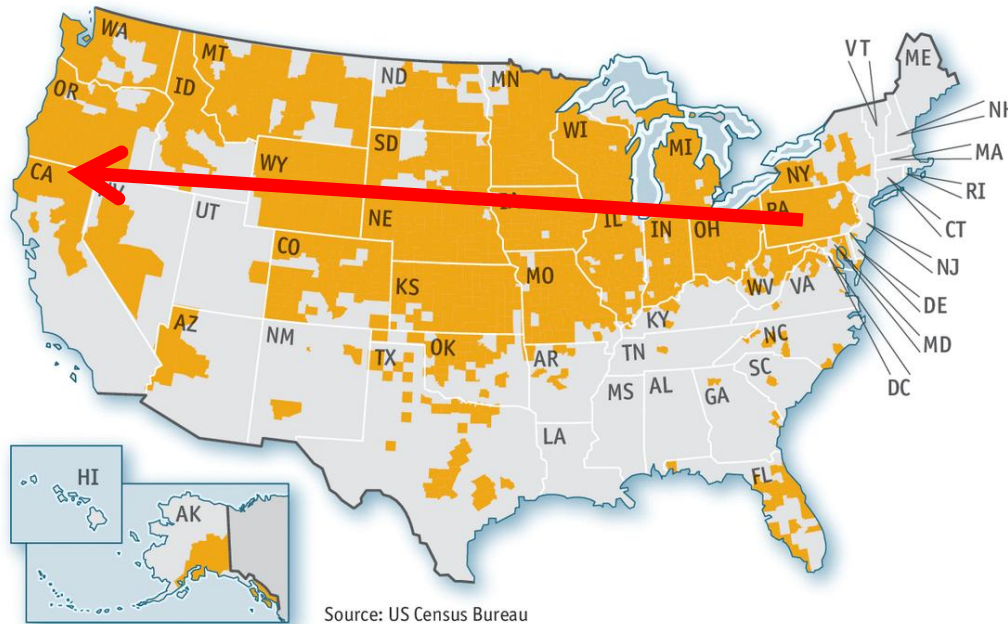 WA
MT
ND
MN
VT
ME
OR
ID
NH
SD
WI
MI
MA
WY
NY
RI
CA
IL
PA
CT
UT
NE
IN
OH
NJ
CO
MO
WV
VA
DE
KS
KY
MD
AZ
NM
TX
OK
AR
TN
NC
SC
DC
MS
AL
GA
LA
HI
FL
AK
Source: US Census Bureau